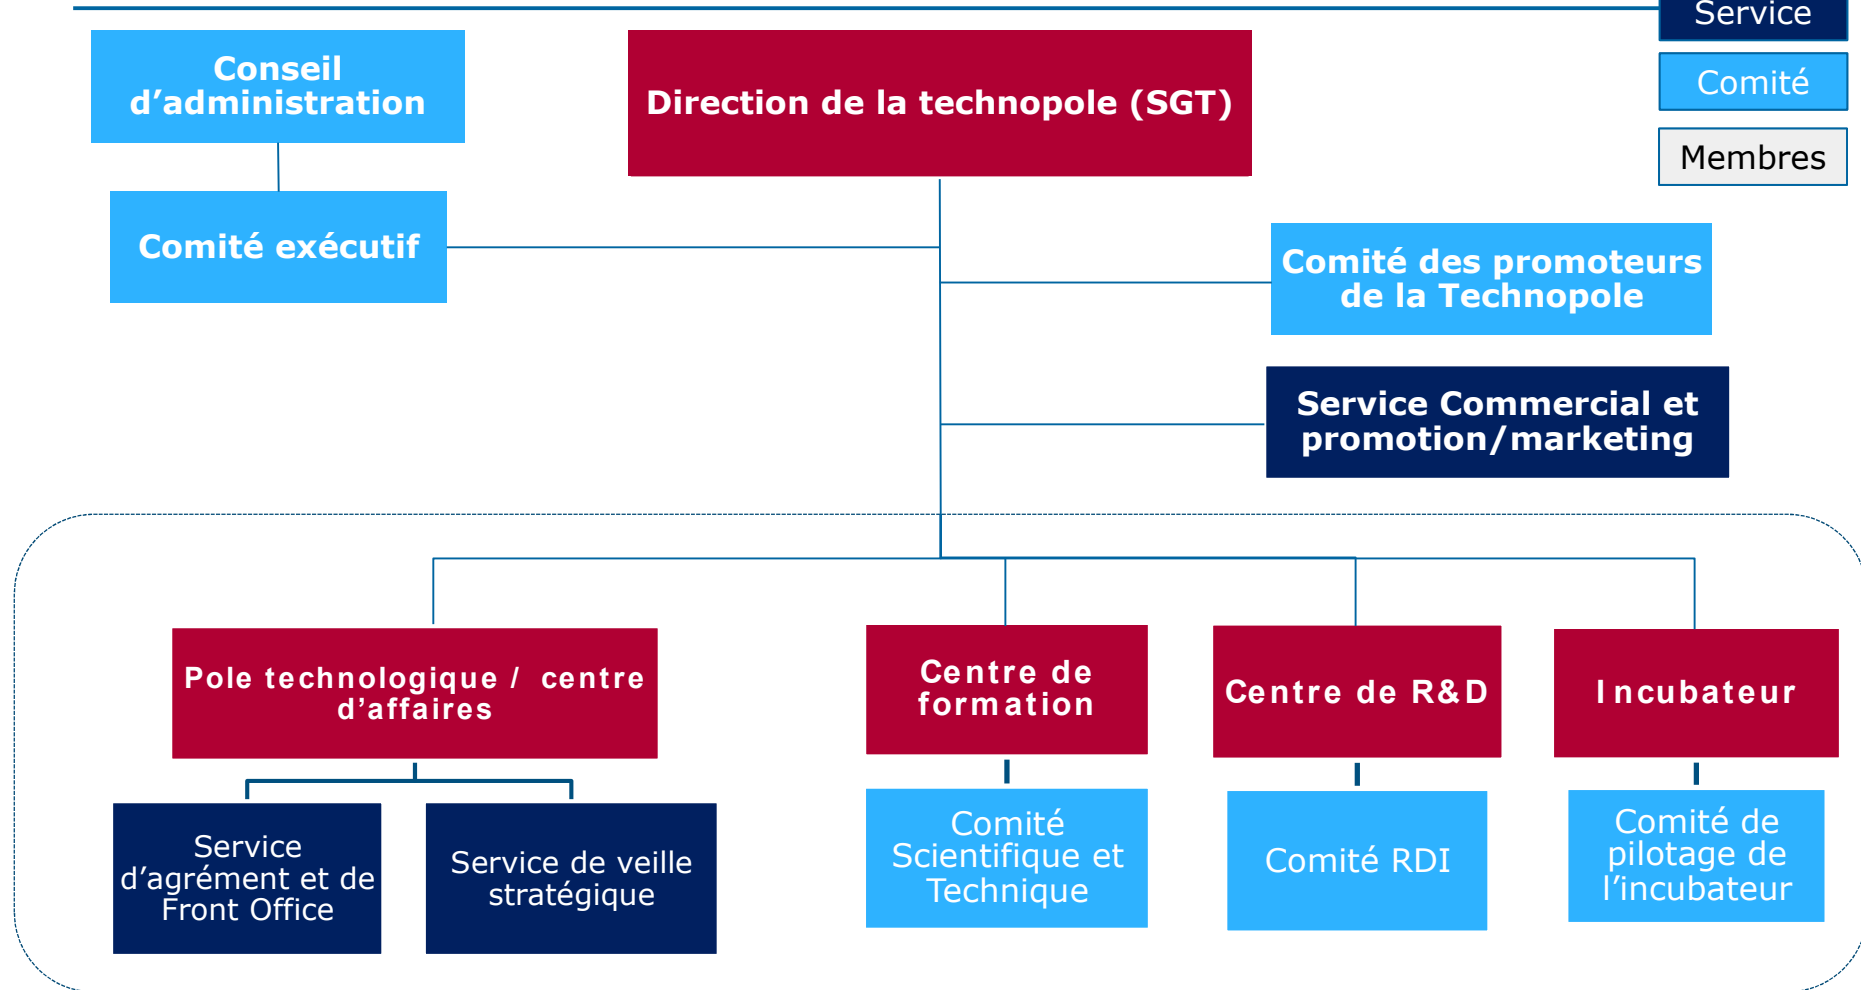 Service
Comité
Membres
Conseil
d’administration
Direction de la technopole (SGT)
Comité exécutif
Comité des promoteurs
de la Technopole
Service Commercial et
promotion/marketing
Pole technologique / centre
d’affaires
Centre de
formation
Centre de R&D
Incubateur
Service
d’agrément et de
Front Office
Service de veille
stratégique
Comité
Scientifique et
Technique
Comité RDI
Comité de
pilotage de
l’incubateur